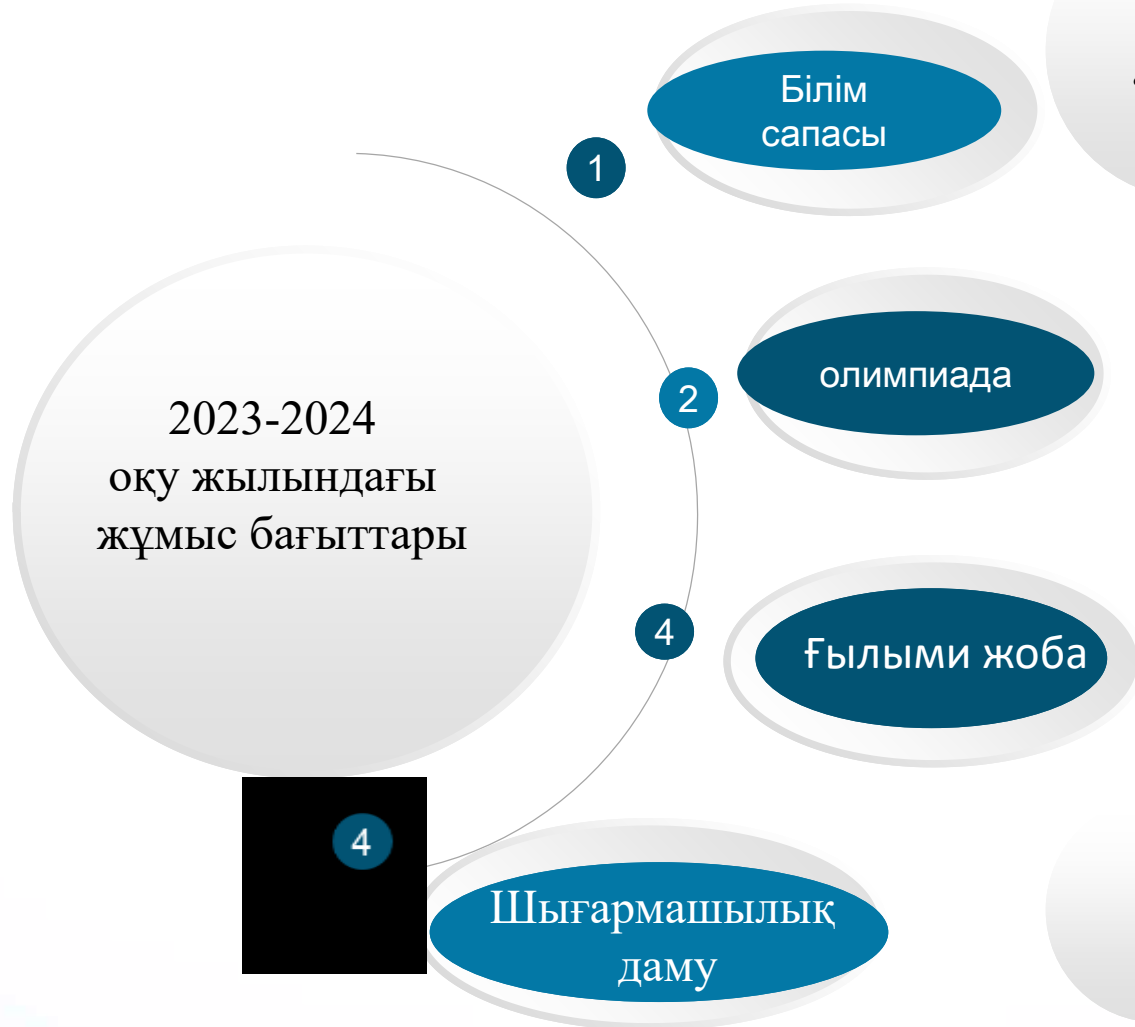 Білім
сапасы
1
олимпиада
2
2023-2024
оқу жылындағы
жұмыс бағыттары
4
Ғылыми жоба
4
Шығармашылық
даму